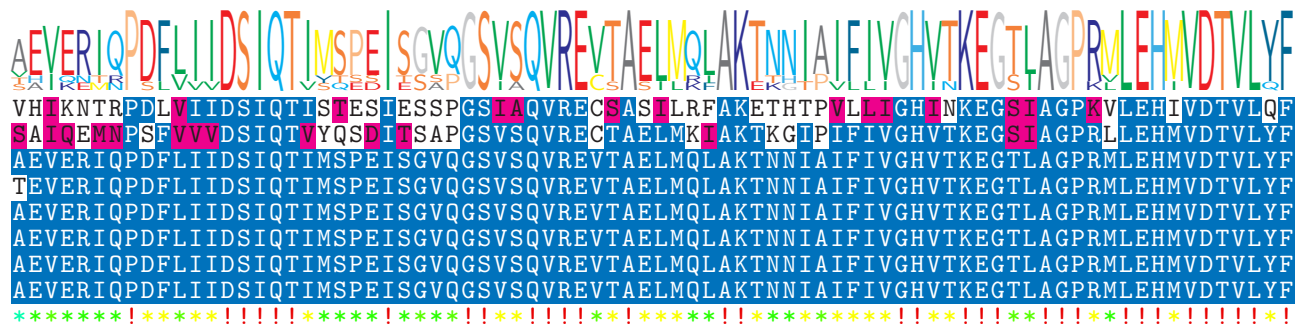 AEVERIQPDFLIIDSIQTIMSPEISGVQGSVSQVREVTAELMQLAKTNNIAIFIVGHVTKEGTLAGPRMLEHMVDTVLYF
VHIKNTRPDLVIIDSIQTISTESIESSPGSIAQVRECSASILRFAKETHTPVLLIGHINKEGSIAGPKVLEHIVDTVLQF
SAIQEMNPSFVVVDSIQTVYQSDITSAPGSVSQVRECTAELMKIAKTKGIPIFIVGHVTKEGSIAGPRLLEHMVDTVLYF
AEVERIQPDFLIIDSIQTIMSPEISGVQGSVSQVREVTAELMQLAKTNNIAIFIVGHVTKEGTLAGPRMLEHMVDTVLYF
TEVERIQPDFLIIDSIQTIMSPEISGVQGSVSQVREVTAELMQLAKTNNIAIFIVGHVTKEGTLAGPRMLEHMVDTVLYF
AEVERIQPDFLIIDSIQTIMSPEISGVQGSVSQVREVTAELMQLAKTNNIAIFIVGHVTKEGTLAGPRMLEHMVDTVLYF
AEVERIQPDFLIIDSIQTIMSPEISGVQGSVSQVREVTAELMQLAKTNNIAIFIVGHVTKEGTLAGPRMLEHMVDTVLYF
AEVERIQPDFLIIDSIQTIMSPEISGVQGSVSQVREVTAELMQLAKTNNIAIFIVGHVTKEGTLAGPRMLEHMVDTVLYF
AEVERIQPDFLIIDSIQTIMSPEISGVQGSVSQVREVTAELMQLAKTNNIAIFIVGHVTKEGTLAGPRMLEHMVDTVLYF
*******!*****!!!!!*****!****!!**!!!!**!*****!!*********!!**!!!**!!!**!!!*!!!!!*!